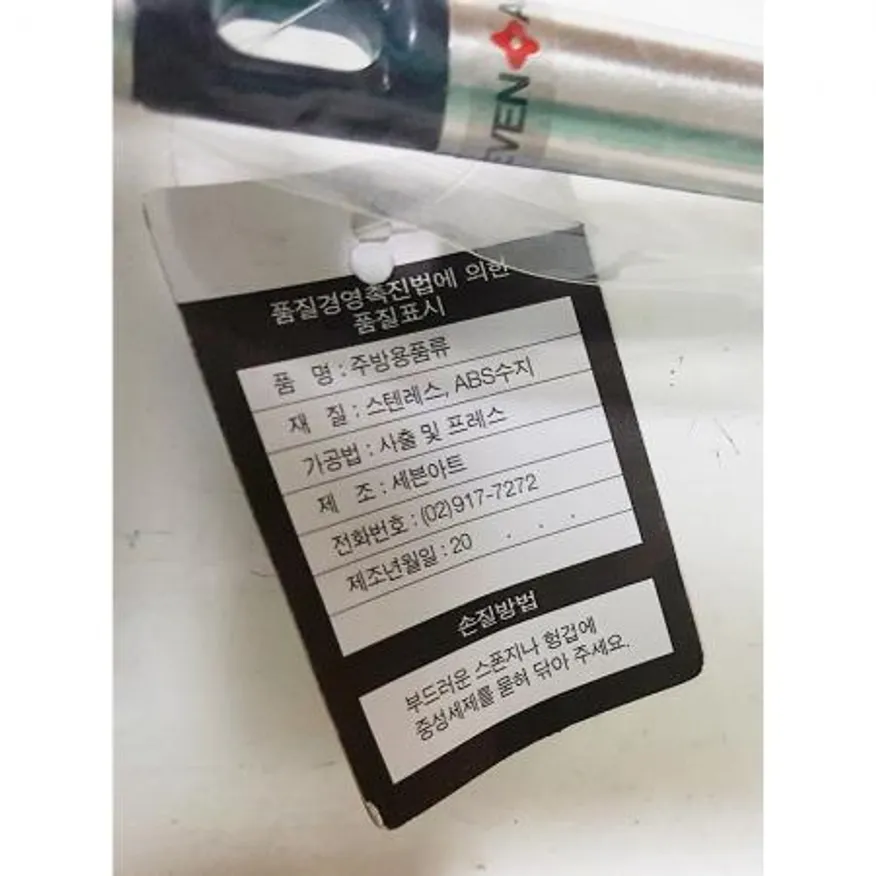 EVEN A
품질경영촉진법에 의한
품질표시
품 명 : 주방용품류
재 질 : 스텐레스, ABS수지
가공법 : 사출 및 프레스
제 조 : 세븐아트
전화번호 : (02)917-7272
제조년월일 : 20 . . .
손질방법
부드러운 스폰지나 헝겁에
중성세제를 묻혀 닦아 주세요.